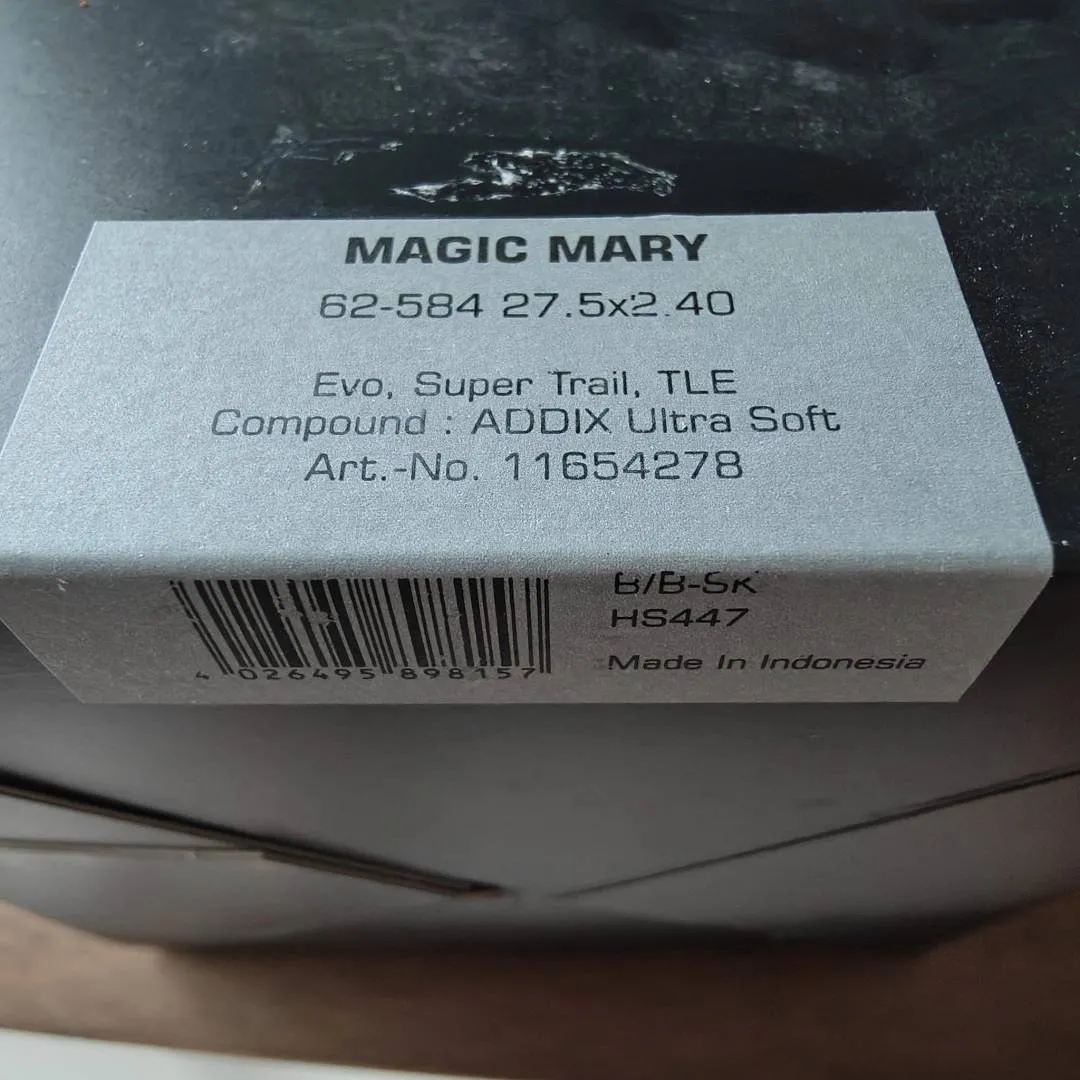 MAGIC MARY
62-584 27.5x2.40
Evo, Super Trail, TLE
Compound : ADDIX Ultra Soft
Art.-No. 11654278
B/B-SK
HS447
4 026495 898157
Made In Indonesia